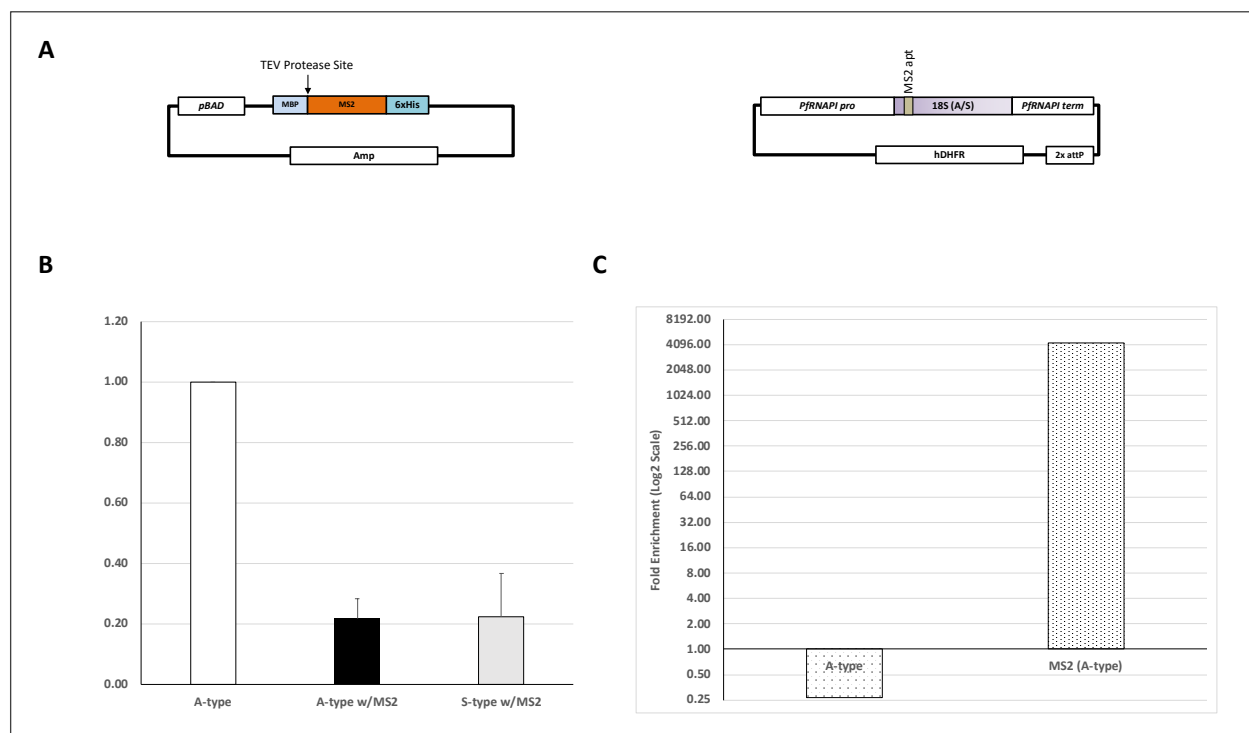 A
TEV Protease Site
pBAD
MBP
MS2
6xHis
Amp
MS2 apt
PfRNAPI pro
18S (A/S)
PfRNAPI term
hDHFR
2x attP
B
1.20
1.00
0.80
0.60
0.40
0.20
0.00
A-type
A-type w/MS2
S-type w/MS2
C
Fold Enrichment (Log2 Scale)
8192.00
4096.00
2048.00
1024.00
512.00
256.00
128.00
64.00
32.00
16.00
8.00
4.00
2.00
1.00
0.50
0.25
A-type
MS2 (A-type)